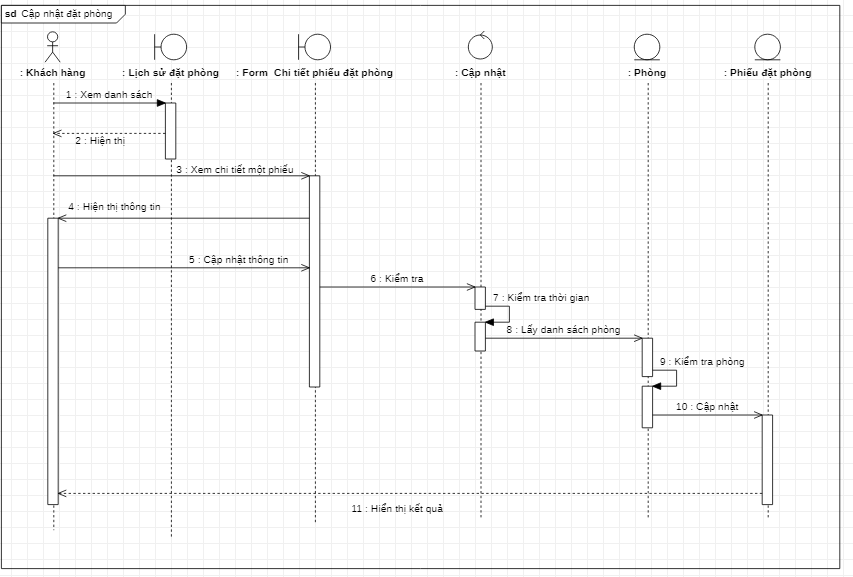 sd Cập nhật đặt phòng
: Khách hàng
: Lịch sử đặt phòng
: Form Chi tiết phiếu đặt phòng
: Cập nhật
: Phòng
: Phiếu đặt phòng
1 : Xem danh sách
2 : Hiện thị
3 : Xem chi tiết một phiếu
4 : Hiện thị thông tin
5 : Cập nhật thông tin
6 : Kiểm tra
7 : Kiểm tra thời gian
8 : Lấy danh sách phòng
9 : Kiểm tra phòng
10 : Cập nhật
11 : Hiển thị kết quả